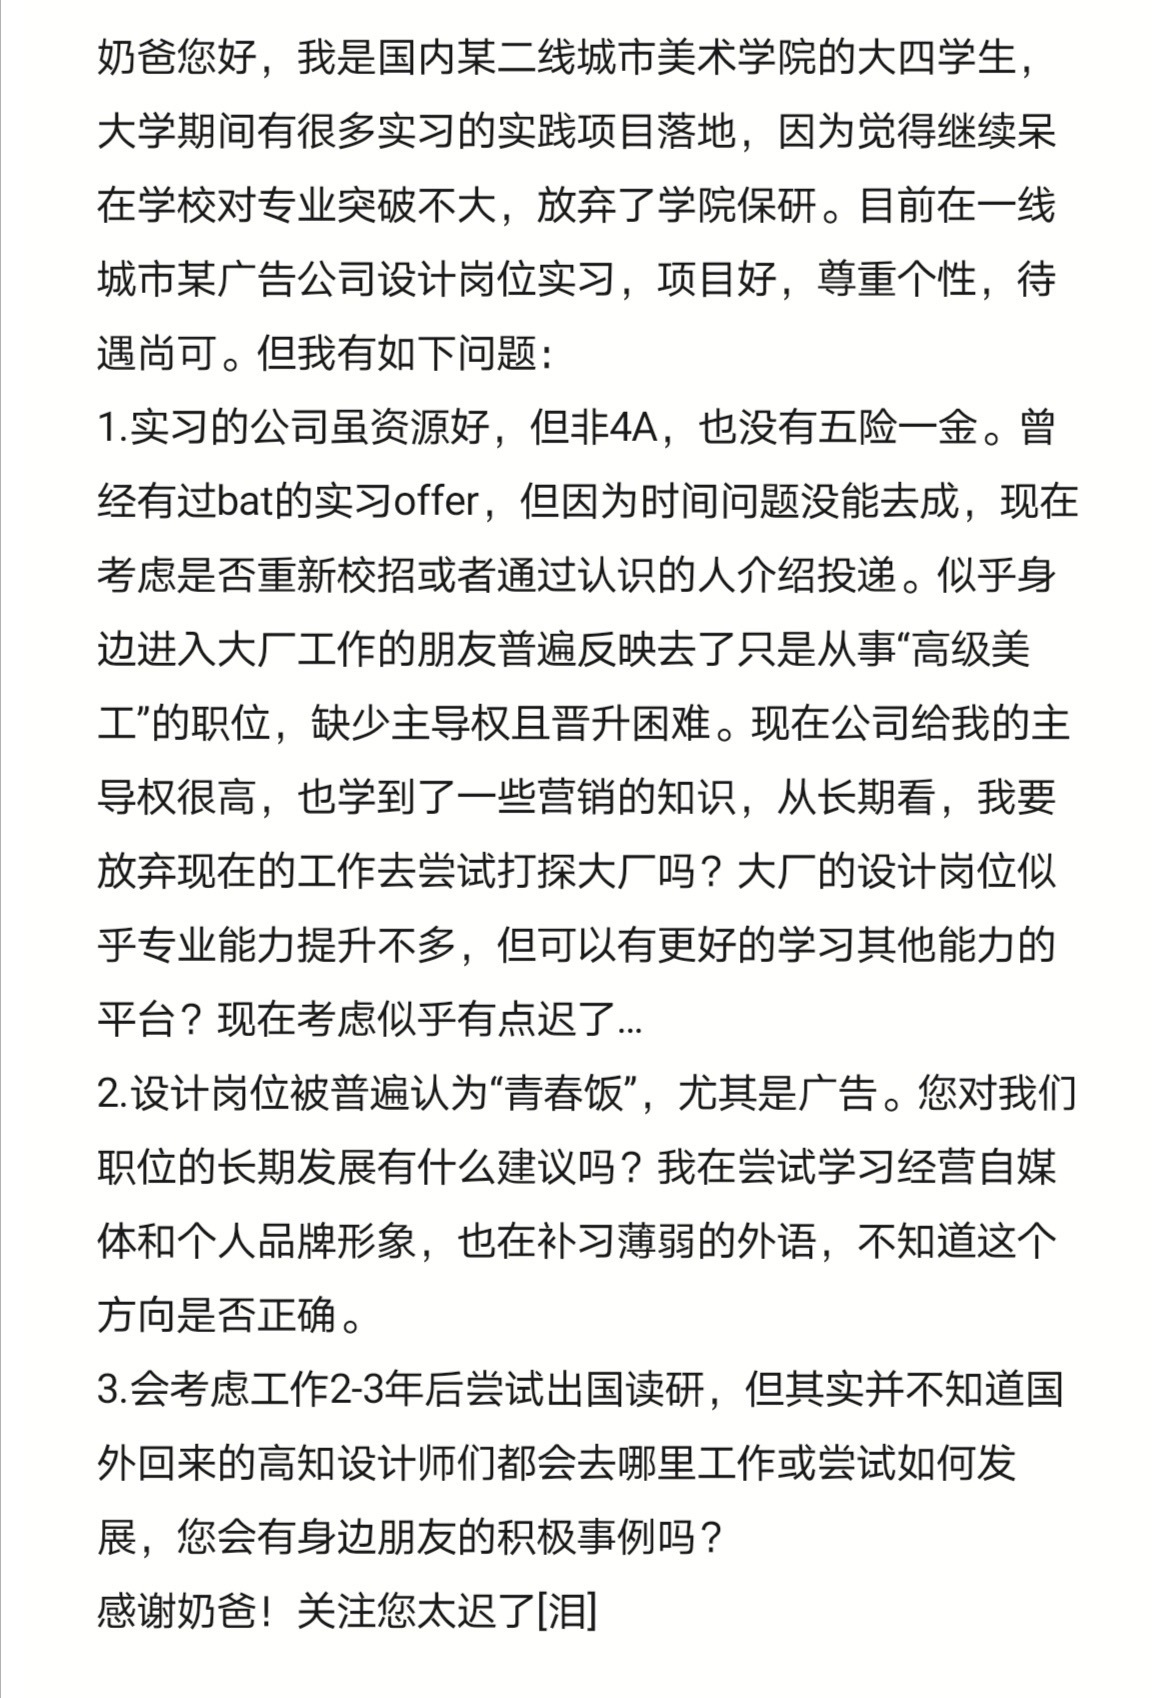 奶爸您好，我是国内某二线城市美术学院的大四学生，
大学期间有很多实习的实践项目落地，因为觉得继续呆
在学校对专业突破不大，放弃了学院保研。目前在一线
城市某广告公司设计岗位实习，项目好，尊重个性，待
遇尚可。但我有如下问题：
1.实习的公司虽资源好，但非4A，也没有五险一金。曾
经有过bat的实习offer，但因为时间问题没能去成，现在
考虑是否重新校招或者通过认识的人介绍投递。似乎身
边进入大厂工作的朋友普遍反映去了只是从事“高级美
工”的职位，缺少主导权且晋升困难。现在公司给我的主
导权很高，也学到了一些营销的知识，从长期看，我要
放弃现在的工作去尝试打探大厂吗？大厂的设计岗位似
乎专业能力提升不多，但可以有更好的学习其他能力的
平台？现在考虑似乎有点迟了...
2.设计岗位被普遍认为“青春饭”，尤其是广告。您对我们
职位的长期发展有什么建议吗？我在尝试学习经营自媒
体和个人品牌形象，也在补习薄弱的外语，不知道这个
方向是否正确。
3.会考虑工作2-3年后尝试出国读研，但其实并不知道国
外回来的高知设计师们都会去哪里工作或尝试如何发
展，您会有身边朋友的积极事例吗？
感谢奶爸！关注您太迟了[泪]